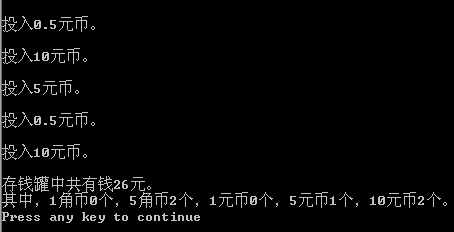 投入0.5元币。
投入10元币。
投入5元币。
投入0.5元币。
投入10元币。
存钱罐中共有钱26元。
其中，1角币0个，5角币2个，1元币0个，5元币1个，10元币2个。
Press any key to continue